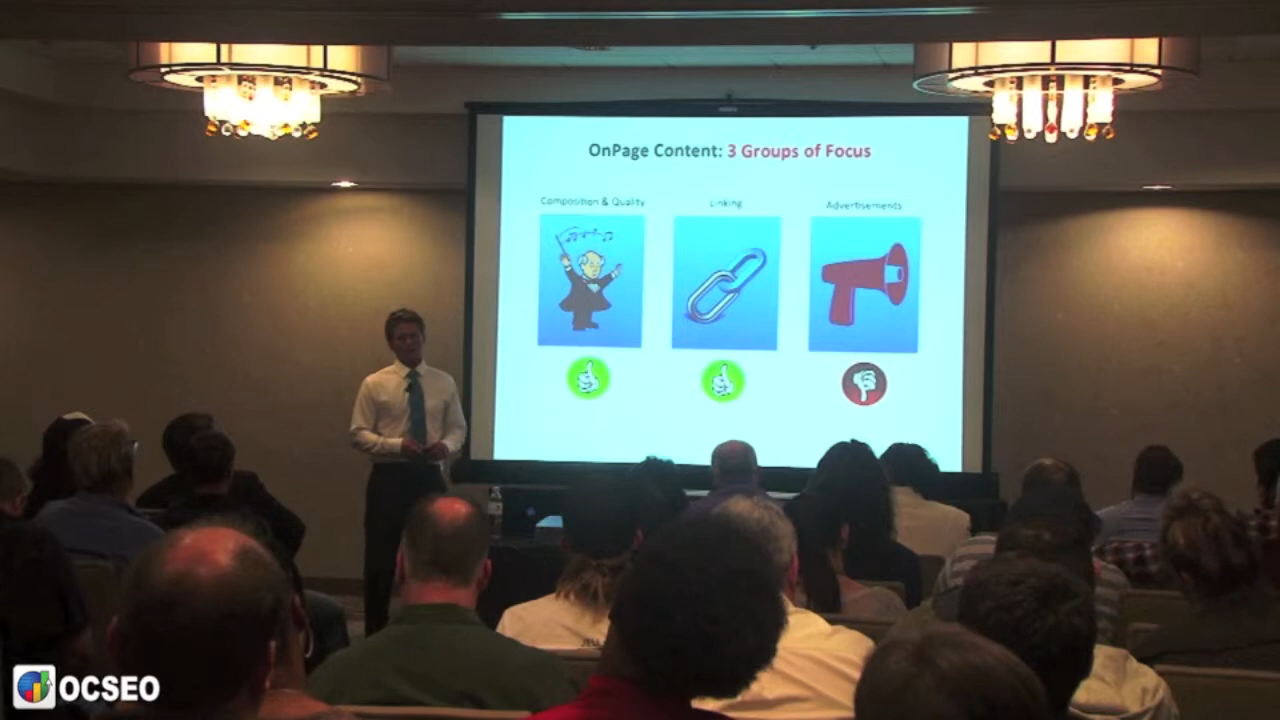 OnPage Content: 3 Groups of Focus
Composition & Quality
Linking
Advertisements
OCSEO